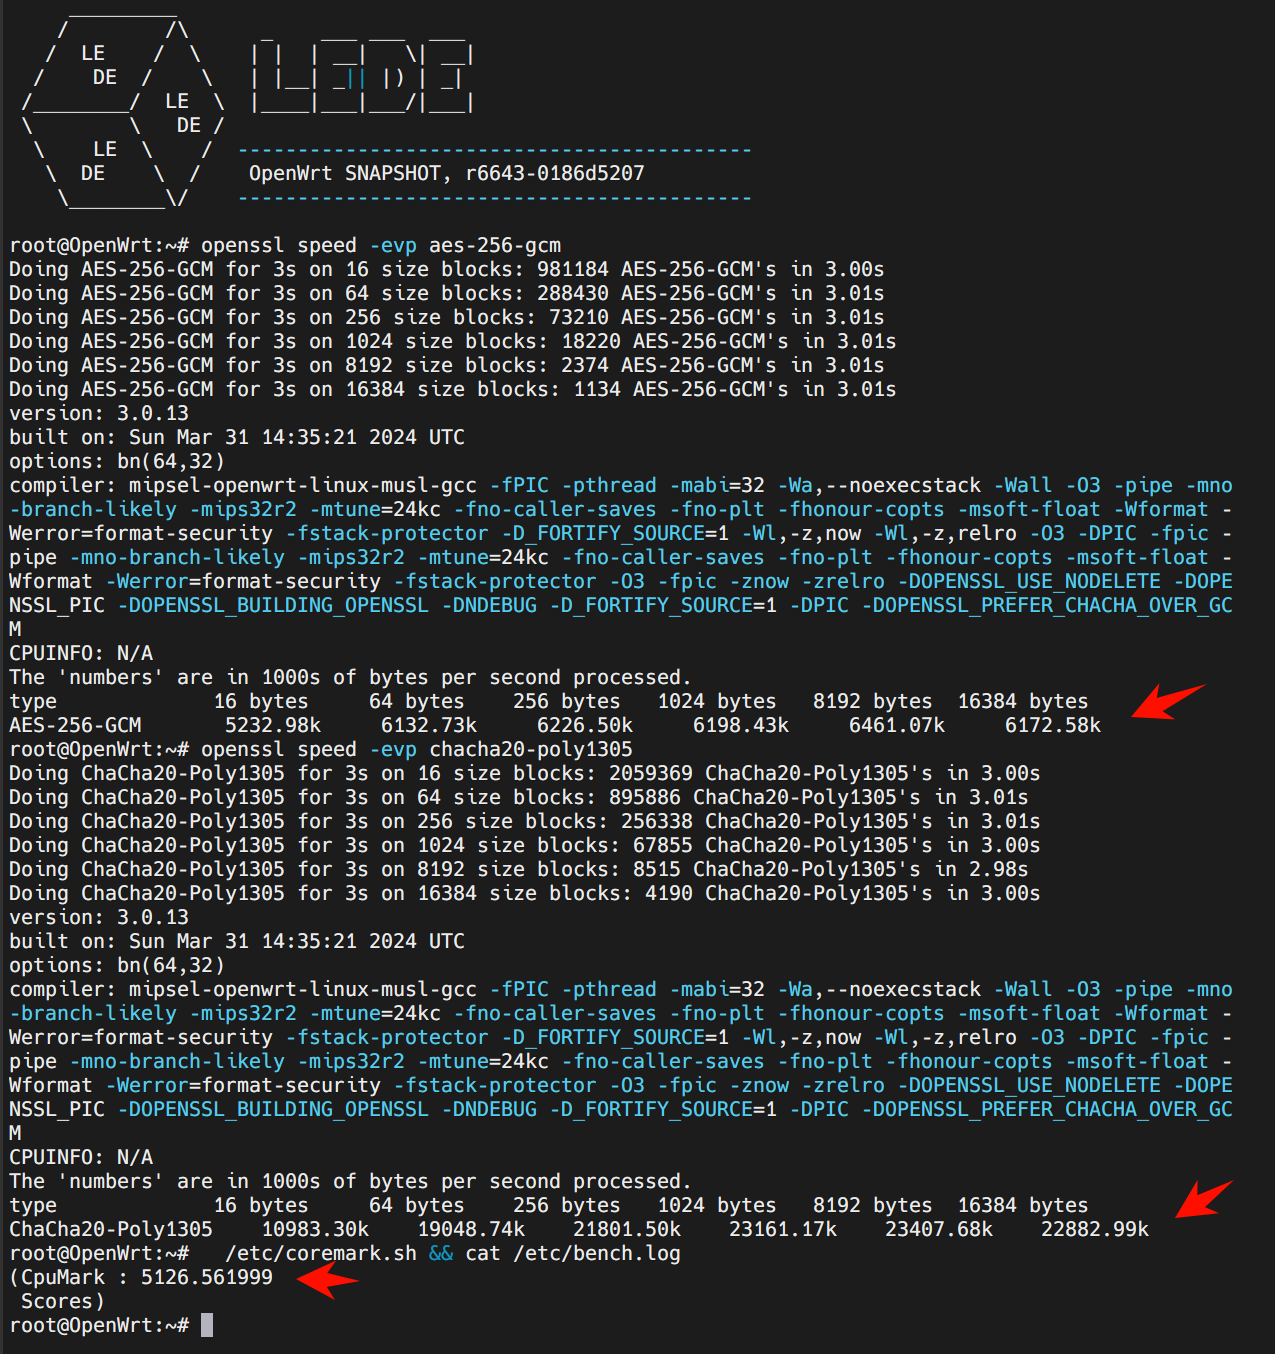 _________
    /        /\      _    ___ ___  ___
   /  LE    /  \    | |  | __|   \| __|
  /    DE  /    \   | |__| _|| |) | _|
 /________/  LE  \  |____|___|___/|___|
 \        \   DE /
  \    LE  \    /  -------------------------------------------
   \  DE    \  /    OpenWrt SNAPSHOT, r6643-0186d5207
    \________\/    -------------------------------------------
root@OpenWrt:~# openssl speed -evp aes-256-gcm
Doing AES-256-GCM for 3s on 16 size blocks: 981184 AES-256-GCM's in 3.00s
Doing AES-256-GCM for 3s on 64 size blocks: 288430 AES-256-GCM's in 3.01s
Doing AES-256-GCM for 3s on 256 size blocks: 73210 AES-256-GCM's in 3.01s
Doing AES-256-GCM for 3s on 1024 size blocks: 18220 AES-256-GCM's in 3.01s
Doing AES-256-GCM for 3s on 8192 size blocks: 2374 AES-256-GCM's in 3.01s
Doing AES-256-GCM for 3s on 16384 size blocks: 1134 AES-256-GCM's in 3.01s
version: 3.0.13
built on: Sun Mar 31 14:35:21 2024 UTC
options: bn(64,32)
compiler: mipsel-openwrt-linux-musl-gcc -fPIC -pthread -mabi=32 -Wa,--noexecstack -Wall -O3 -pipe -mno
-branch-likely -mips32r2 -mtune=24kc -fno-caller-saves -fno-plt -fhonour-copts -msoft-float -Wformat -
Werror=format-security -fstack-protector -D_FORTIFY_SOURCE=1 -Wl,-z,now -Wl,-z,relro -O3 -DPIC -fpic -
pipe -mno-branch-likely -mips32r2 -mtune=24kc -fno-caller-saves -fno-plt -fhonour-copts -msoft-float -
Wformat -Werror=format-security -fstack-protector -O3 -fpic -znow -zrelro -DOPENSSL_USE_NODELETE -DOPE
NSSL_PIC -DOPENSSL_BUILDING_OPENSSL -DNDEBUG -D_FORTIFY_SOURCE=1 -DPIC -DOPENSSL_PREFER_CHACHA_OVER_GC
M
CPUINFO: N/A
The 'numbers' are in 1000s of bytes per second processed.
type             16 bytes     64 bytes    256 bytes   1024 bytes   8192 bytes  16384 bytes
AES-256-GCM       5232.98k     6132.73k     6226.50k     6198.43k     6461.07k     6172.58k
root@OpenWrt:~# openssl speed -evp chacha20-poly1305
Doing ChaCha20-Poly1305 for 3s on 16 size blocks: 2059369 ChaCha20-Poly1305's in 3.00s
Doing ChaCha20-Poly1305 for 3s on 64 size blocks: 895886 ChaCha20-Poly1305's in 3.01s
Doing ChaCha20-Poly1305 for 3s on 256 size blocks: 256338 ChaCha20-Poly1305's in 3.01s
Doing ChaCha20-Poly1305 for 3s on 1024 size blocks: 67855 ChaCha20-Poly1305's in 3.00s
Doing ChaCha20-Poly1305 for 3s on 8192 size blocks: 8515 ChaCha20-Poly1305's in 2.98s
Doing ChaCha20-Poly1305 for 3s on 16384 size blocks: 4190 ChaCha20-Poly1305's in 3.00s
version: 3.0.13
built on: Sun Mar 31 14:35:21 2024 UTC
options: bn(64,32)
compiler: mipsel-openwrt-linux-musl-gcc -fPIC -pthread -mabi=32 -Wa,--noexecstack -Wall -O3 -pipe -mno
-branch-likely -mips32r2 -mtune=24kc -fno-caller-saves -fno-plt -fhonour-copts -msoft-float -Wformat -
Werror=format-security -fstack-protector -D_FORTIFY_SOURCE=1 -Wl,-z,now -Wl,-z,relro -O3 -DPIC -fpic -
pipe -mno-branch-likely -mips32r2 -mtune=24kc -fno-caller-saves -fno-plt -fhonour-copts -msoft-float -
Wformat -Werror=format-security -fstack-protector -O3 -fpic -znow -zrelro -DOPENSSL_USE_NODELETE -DOPE
NSSL_PIC -DOPENSSL_BUILDING_OPENSSL -DNDEBUG -D_FORTIFY_SOURCE=1 -DPIC -DOPENSSL_PREFER_CHACHA_OVER_GC
M
CPUINFO: N/A
The 'numbers' are in 1000s of bytes per second processed.
type             16 bytes     64 bytes    256 bytes   1024 bytes   8192 bytes  16384 bytes
ChaCha20-Poly1305    10983.30k    19048.74k    21801.50k    23161.17k    23407.68k    22882.99k
root@OpenWrt:~#   /etc/coremark.sh && cat /etc/bench.log
(CpuMark : 5126.561999
 Scores)
root@OpenWrt:~#